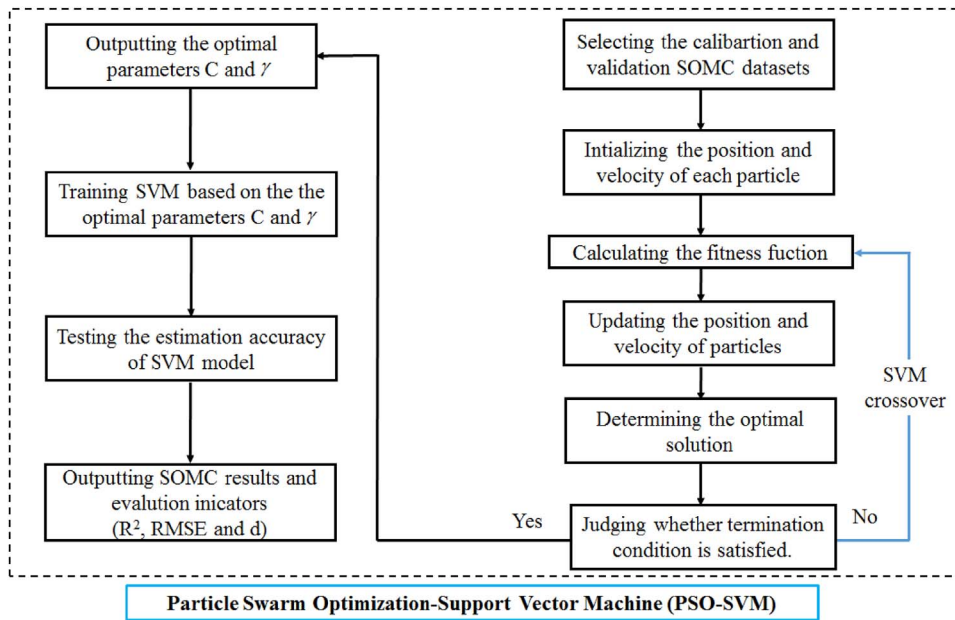 Selecting the calibartion and
validation SOMC datasets
Intializing the position and
velocity of each particle
Calculating the fitness fuction
Updating the position and
velocity of particles
Determining the optimal
solution
Judging whether termination
condition is satisfied.
No
SVM
crossover
Yes
Outputting the optimal
parameters C and γ
Training SVM based on the the
optimal parameters C and γ
Testing the estimation accuracy
of SVM model
Outputting SOMC results and
evalution inicators
(R², RMSE and d)
Particle Swarm Optimization-Support Vector Machine (PSO-SVM)